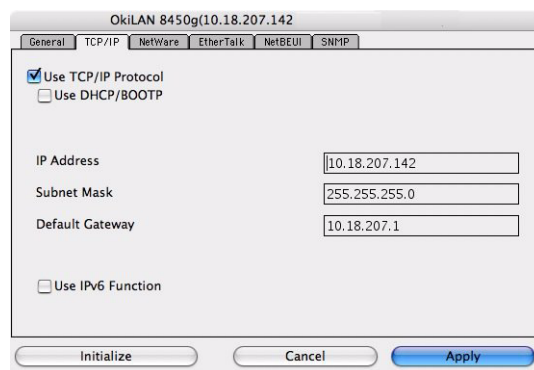 OkiLAN 8450g(10.18.207.142
General TCP/IP NetWare EtherTalk NetBEUI SNMP
Use TCP/IP Protocol
Use DHCP/BOOTP
IP Address 10.18.207.142
Subnet Mask 255.255.255.0
Default Gateway 10.18.207.1
Use IPv6 Function
Initialize Cancel Apply